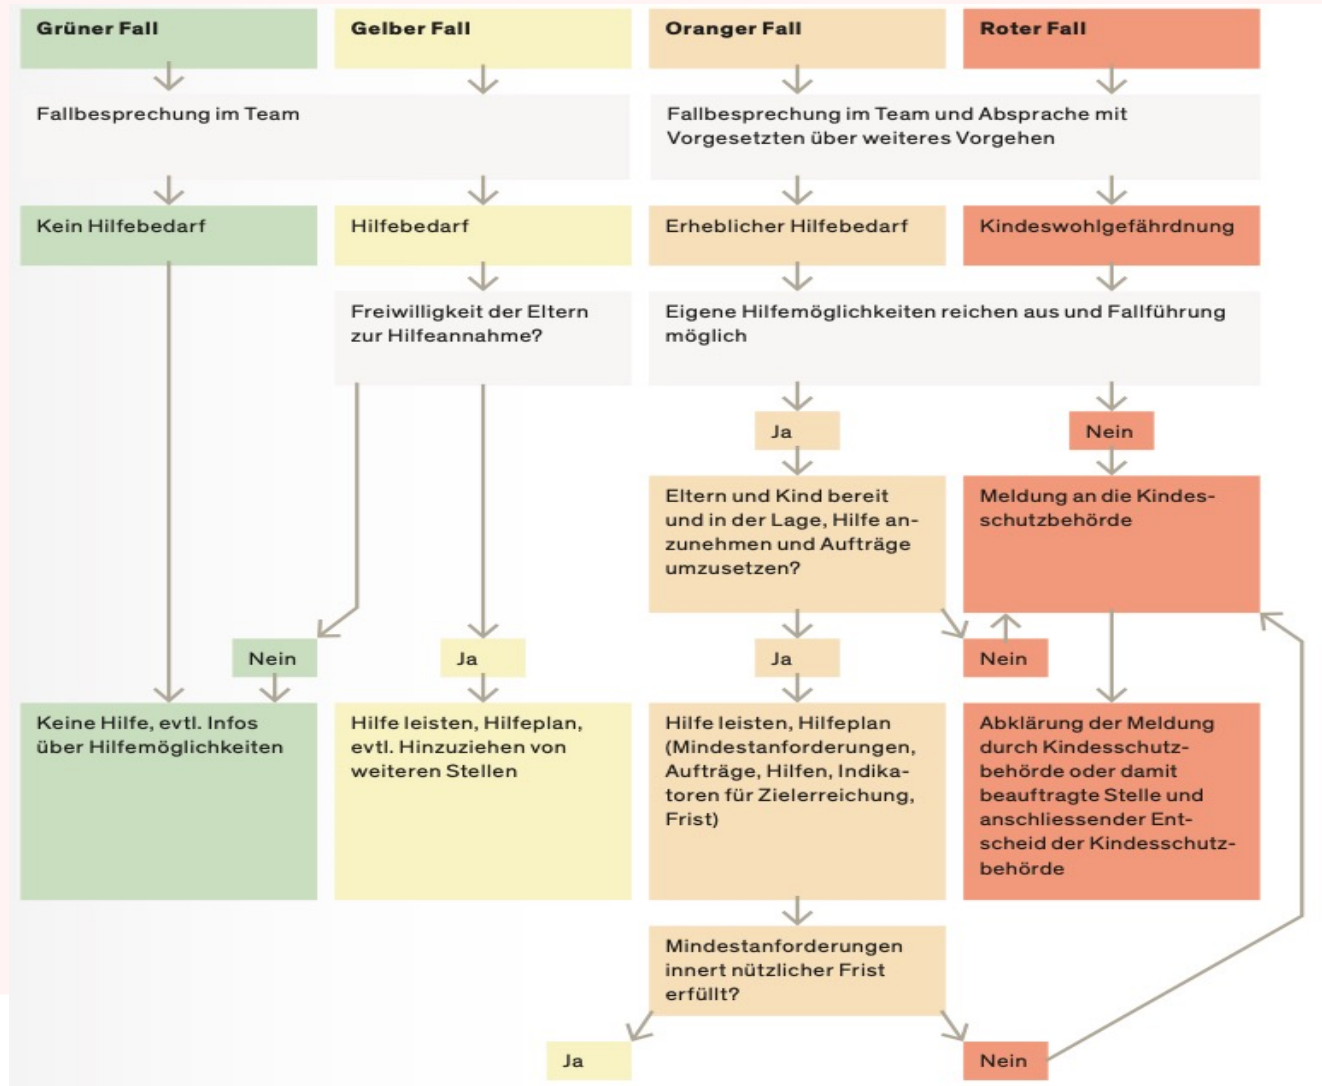 Grüner Fall
Gelber Fall
Oranger Fall
Roter Fall
Fallbesprechung im Team
Fallbesprechung im Team und Absprache mit
Vorgesetzten über weiteres Vorgehen
Kein Hilfebedarf
Hilfebedarf
Erheblicher Hilfebedarf
Kindeswohlgefährdnung
Freiwilligkeit der Eltern
zur Hilfeannahme?
Eigene Hilfemöglichkeiten reichen aus und Fallführung
möglich
Ja
Nein
Eltern und Kind bereit
und in der Lage, Hilfe an-
zunehmen und Aufträge
umzusetzen?
Meldung an die Kindes-
schutzbehörde
Nein
Ja
Ja
Nein
Keine Hilfe, evtl. Infos
über Hilfemöglichkeiten
Hilfe leisten, Hilfeplan,
evtl. Hinzuziehen von
weiteren Stellen
Hilfe leisten, Hilfeplan
(Mindestanforderungen,
Aufträge, Hilfen, Indika-
toren für Zielerreichung,
Frist)
Abklärung der Meldung
durch Kindesschutz-
behörde oder damit
beauftragte Stelle und
anschliessender Ent-
scheid der Kindesschutz-
behörde
Mindestanforderungen
innert nützlicher Frist
erfüllt?
Ja
Nein